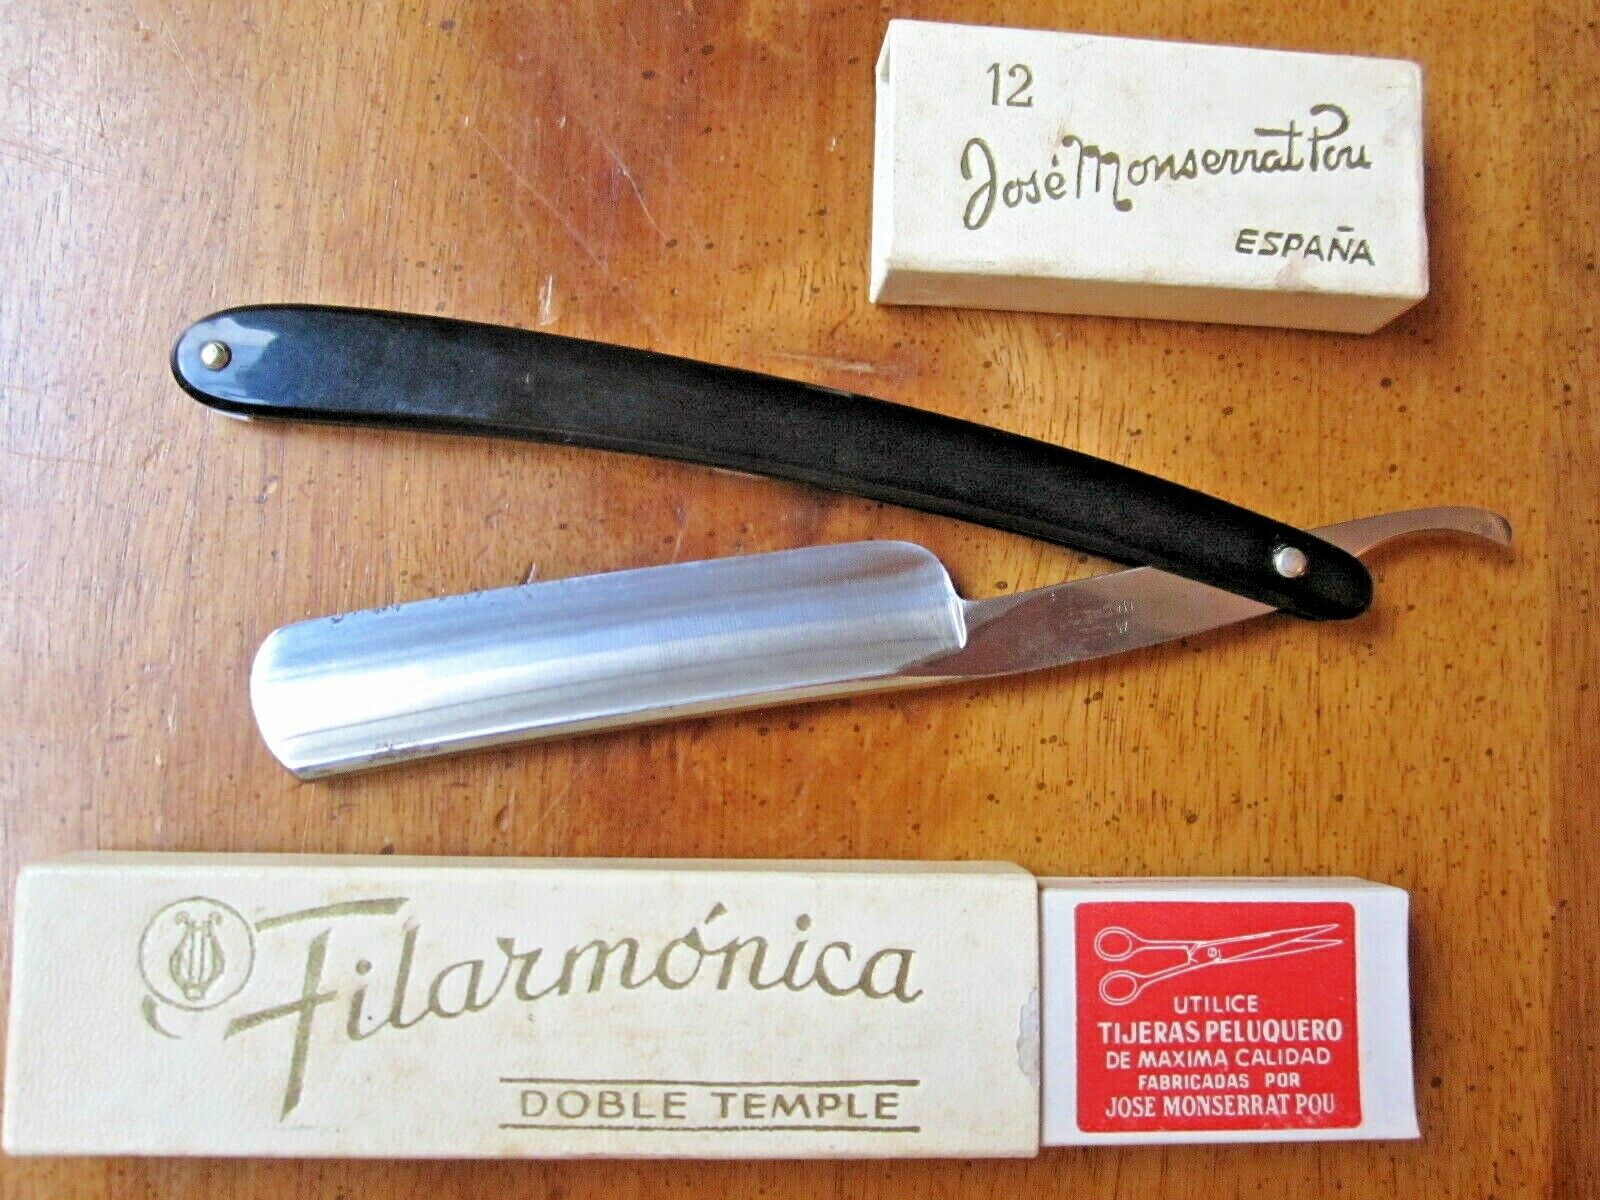 12
José Monserrat Pou
ESPAÑA
Filarmónica
DOBLE TEMPLE
UTILICE
TIJERAS PELUQUERO
DE MAXIMA CALIDAD
FABRICADAS POR
JOSE MONSERRAT POU